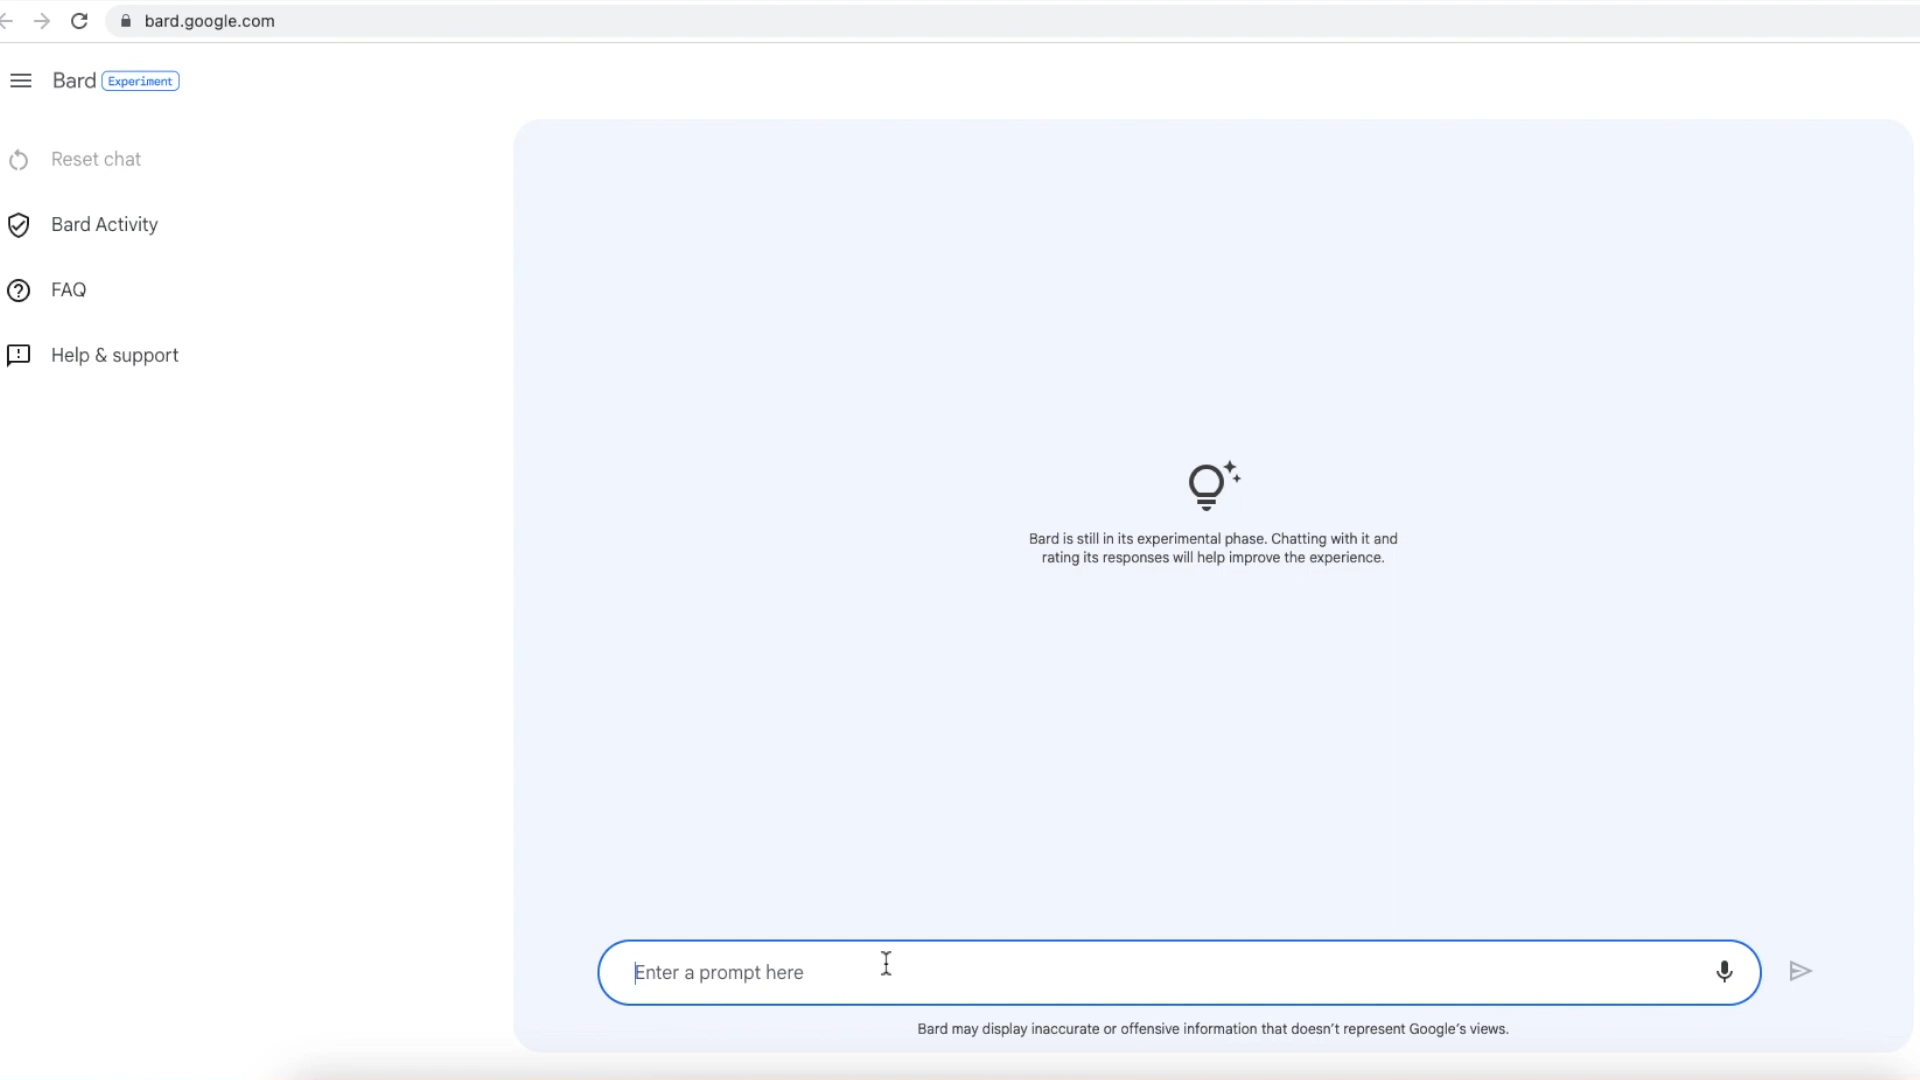 bard.google.com
Bard Experiment
Reset chat
Bard Activity
FAQ
Help & support
Bard is still in its experimental phase. Chatting with it and
rating its responses will help improve the experience.
Enter a prompt here
Bard may display inaccurate or offensive information that doesn't represent Google's views.